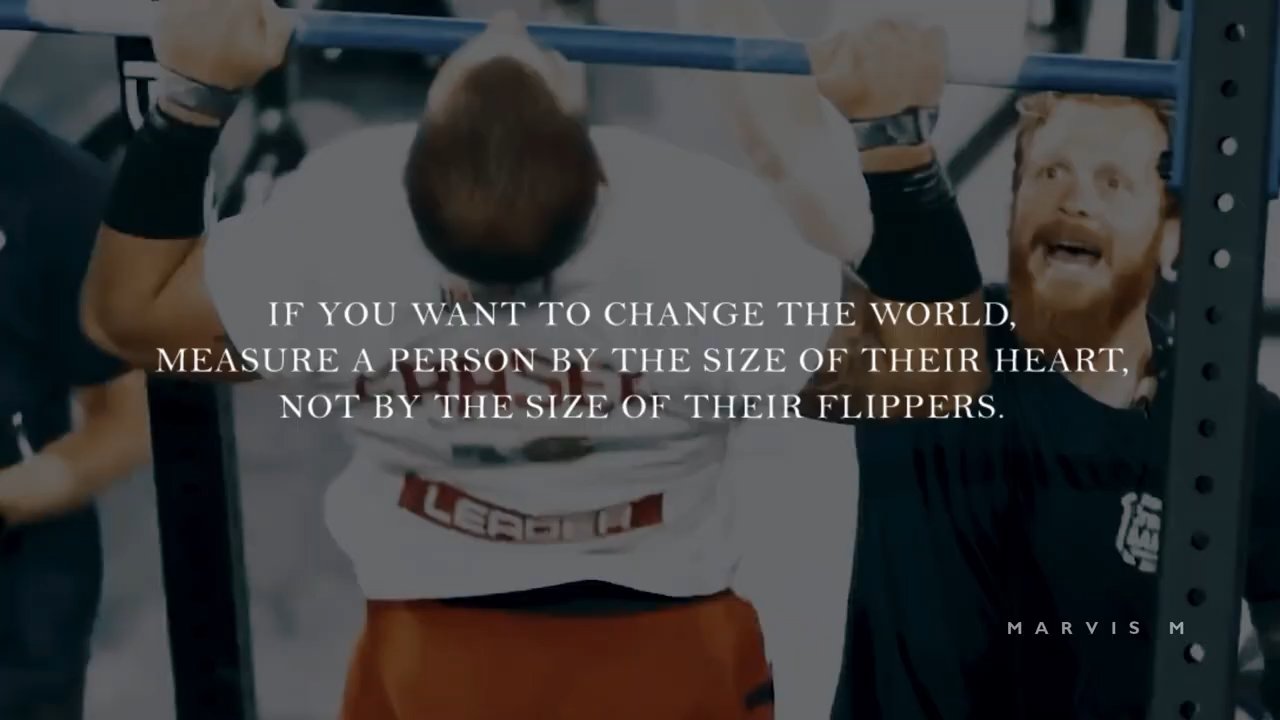 IF YOU WANT TO CHANGE THE WORLD,
MEASURE A PERSON BY THE SIZE OF THEIR HEART,
NOT BY THE SIZE OF THEIR FLIPPERS.
LEADER
MARVIS M